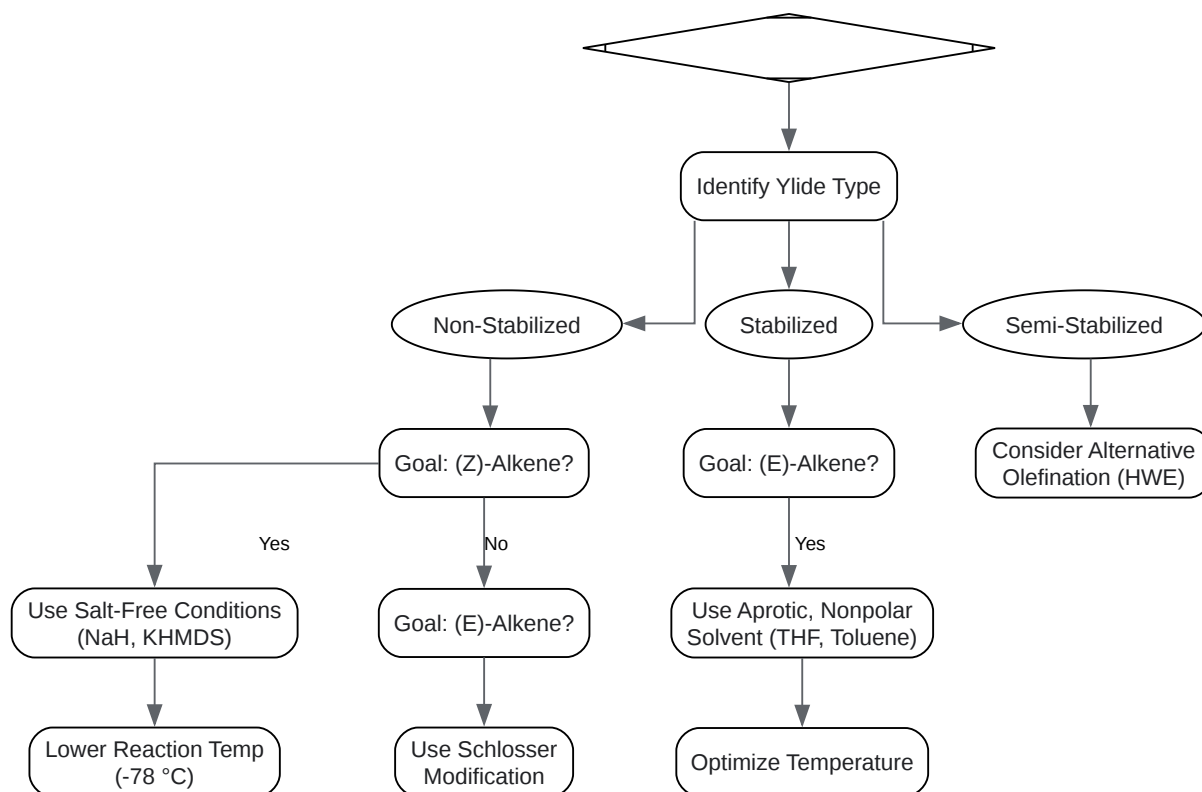 Identify Ylide Type
Non-Stabilized
Stabilized
Semi-Stabilized
Goal: (Z)-Alkene?
Goal: (E)-Alkene?
Consider Alternative
Olefination (HWE)
Yes
No
Yes
Use Salt-Free Conditions
(NaH, KHMDS)
Goal: (E)-Alkene?
Use Aprotic, Nonpolar
Solvent (THF, Toluene)
Lower Reaction Temp
(-78 °C)
Use Schlosser
Modification
Optimize Temperature